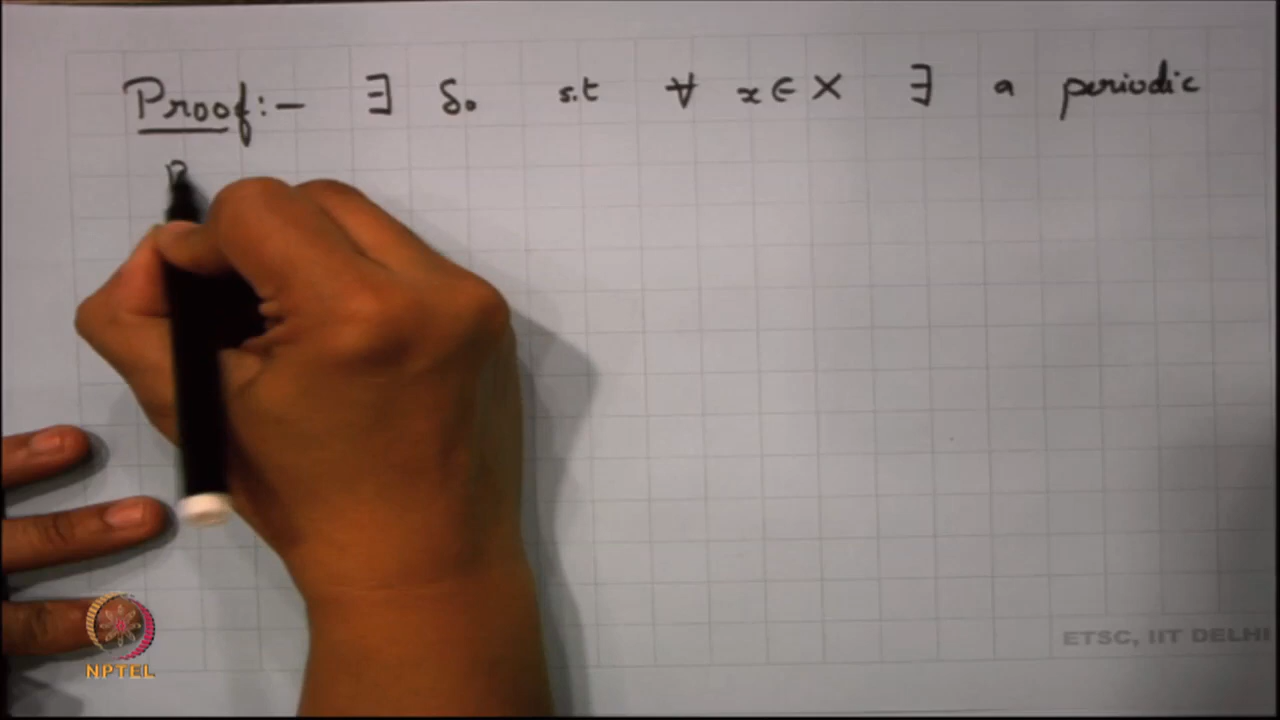 Proof:- ∃ δ₀ s.t ∀ x ∈ X ∃ a periodic
ETSC, IIT DELHI
NPTEL